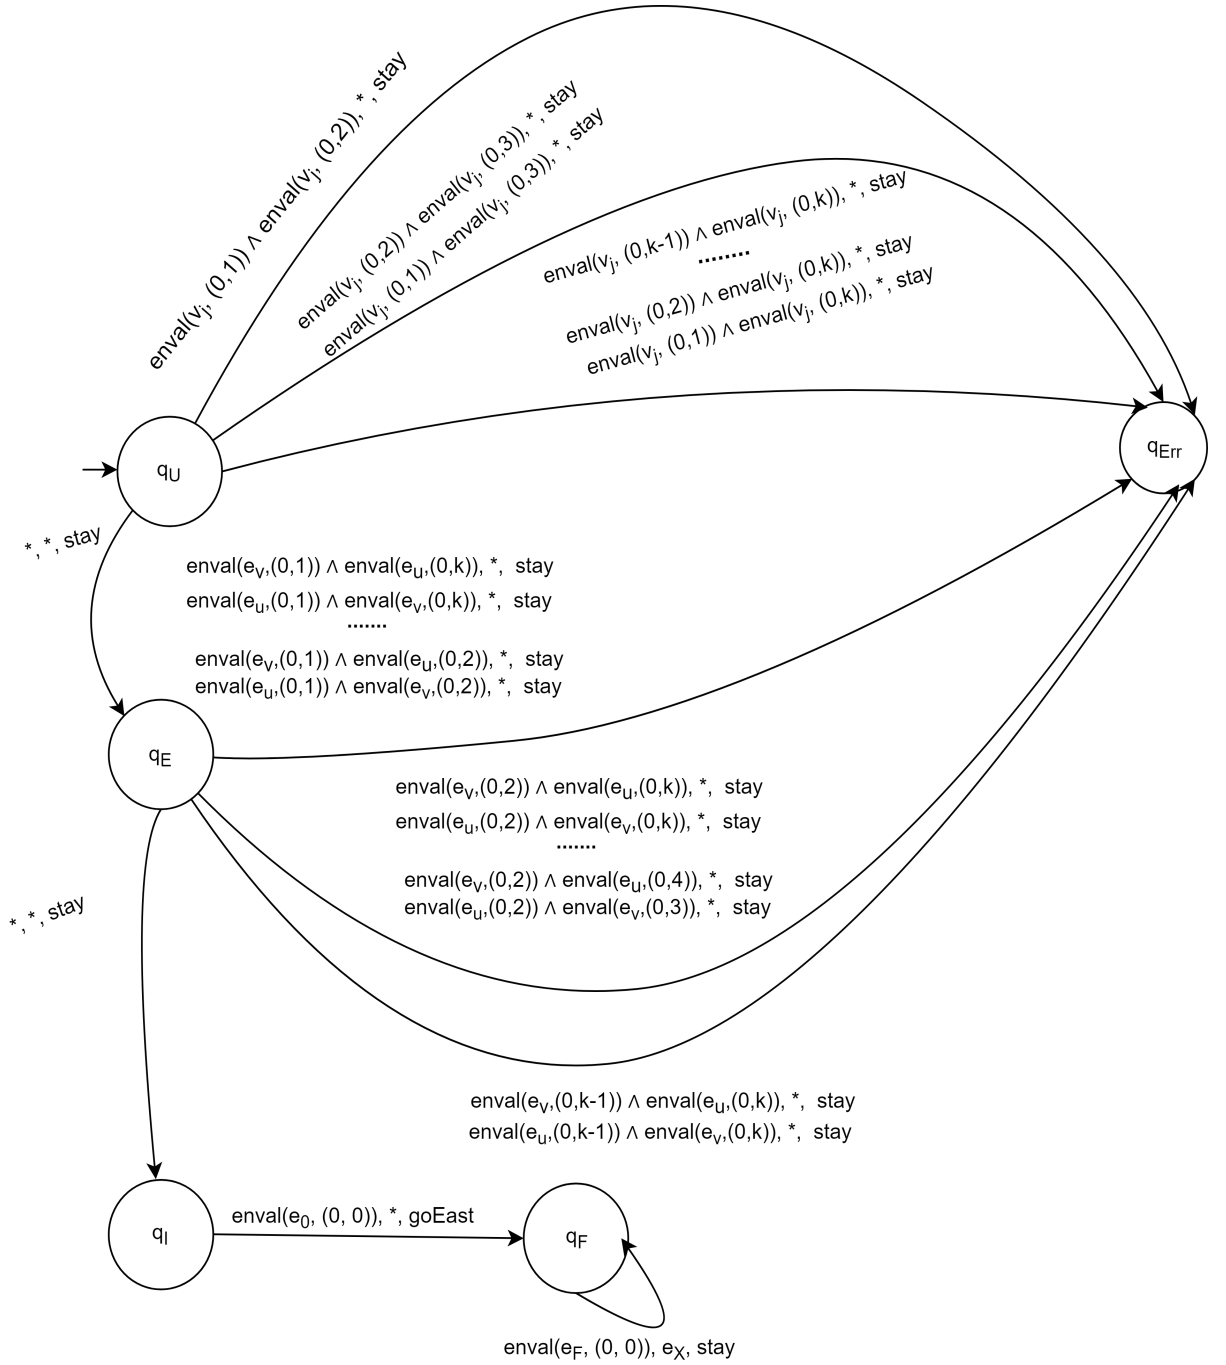 enval(vj, (0,1)) ∧ enval(vj, (0,2)), *, stay
enval(vj, (0,2)) ∧ enval(vj, (0,3)), *, stay
enval(vj, (0,1)) ∧ enval(vj, (0,3)), *, stay
enval(vj, (0,k-1)) ∧ enval(vj, (0,k)), *, stay
........
enval(vj, (0,2)) ∧ enval(vj, (0,k)), *, stay
enval(vj, (0,1)) ∧ enval(vj, (0,k)), *, stay
qU
qErr
*, *, stay
enval(ev,(0,1)) ∧ enval(eu,(0,k)), *, stay
enval(eu,(0,1)) ∧ enval(ev,(0,k)), *, stay
.......
enval(ev,(0,1)) ∧ enval(eu,(0,2)), *, stay
enval(eu,(0,1)) ∧ enval(ev,(0,2)), *, stay
qE
enval(ev,(0,2)) ∧ enval(eu,(0,k)), *, stay
enval(eu,(0,2)) ∧ enval(ev,(0,k)), *, stay
.......
enval(ev,(0,2)) ∧ enval(eu,(0,4)), *, stay
enval(eu,(0,2)) ∧ enval(ev,(0,3)), *, stay
*, *, stay
enval(ev,(0,k-1)) ∧ enval(eu,(0,k)), *, stay
enval(eu,(0,k-1)) ∧ enval(ev,(0,k)), *, stay
qI
enval(e0, (0, 0)), *, goEast
qF
enval(eF, (0, 0)), eX, stay